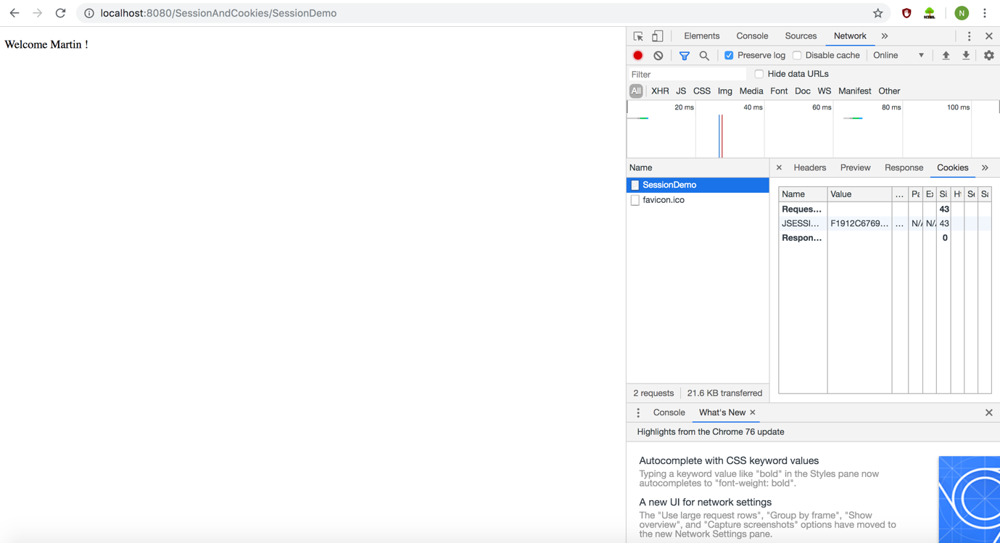 localhost:8080/SessionAndCookies/SessionDemo
HTML
N
Welcome Martin !
Elements Console Sources Network »
Preserve log Disable cache Online
Filter Hide data URLs
All XHR JS CSS Img Media Font Doc WS Manifest Other
20 ms 40 ms 60 ms 80 ms 100 ms
Name
SessionDemo
favicon.ico
2 requests 21.6 KB transferred
× Headers Preview Response Cookies »
Name Value ... Pa Ex Si Ht Se Sa
Reques... 43
JSESSI... F1912C6769... ... N/A N/A 43
Respon... 0
Console What's New ×
Highlights from the Chrome 76 update
Autocomplete with CSS keyword values
Typing a keyword value like "bold" in the Styles pane now
autocompletes to "font-weight: bold".
A new UI for network settings
The "Use large request rows", "Group by frame", "Show
overview", and "Capture screenshots" options have moved to
the new Network Settings pane.